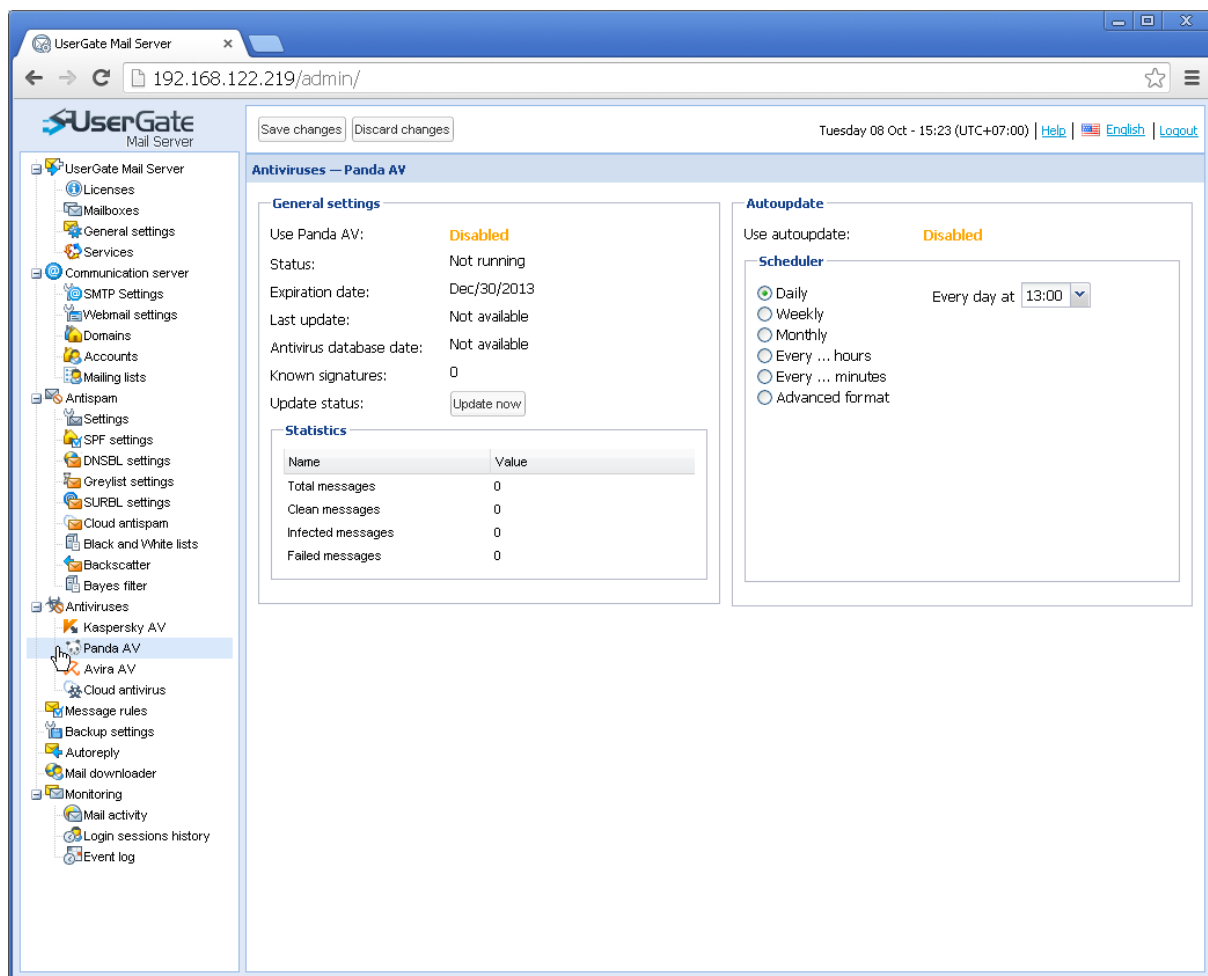 UserGate Mail Server
192.168.122.219/admin/
UserGate
Mail Server
Save changes Discard changes
Tuesday 08 Oct - 15:23 (UTC+07:00) | Help | English | Logout
UserGate Mail Server
Licenses
Mailboxes
General settings
Services
Communication server
SMTP Settings
Webmail settings
Domains
Accounts
Mailing lists
Antispam
Settings
SPF settings
DNSBL settings
Greylist settings
SURBL settings
Cloud antispam
Black and White lists
Backscatter
Bayes filter
Antiviruses
Kaspersky AV
Panda AV
Avira AV
Cloud antivirus
Message rules
Backup settings
Autoreply
Mail downloader
Monitoring
Mail activity
Login sessions history
Event log
Antiviruses — Panda AV
General settings
Use Panda AV: Disabled
Status: Not running
Expiration date: Dec/30/2013
Last update: Not available
Antivirus database date: Not available
Known signatures: 0
Update status: Update now
Statistics
Name Value
Total messages 0
Clean messages 0
Infected messages 0
Failed messages 0
Autoupdate
Use autoupdate: Disabled
Scheduler
Daily Every day at 13:00
Weekly
Monthly
Every ... hours
Every ... minutes
Advanced format